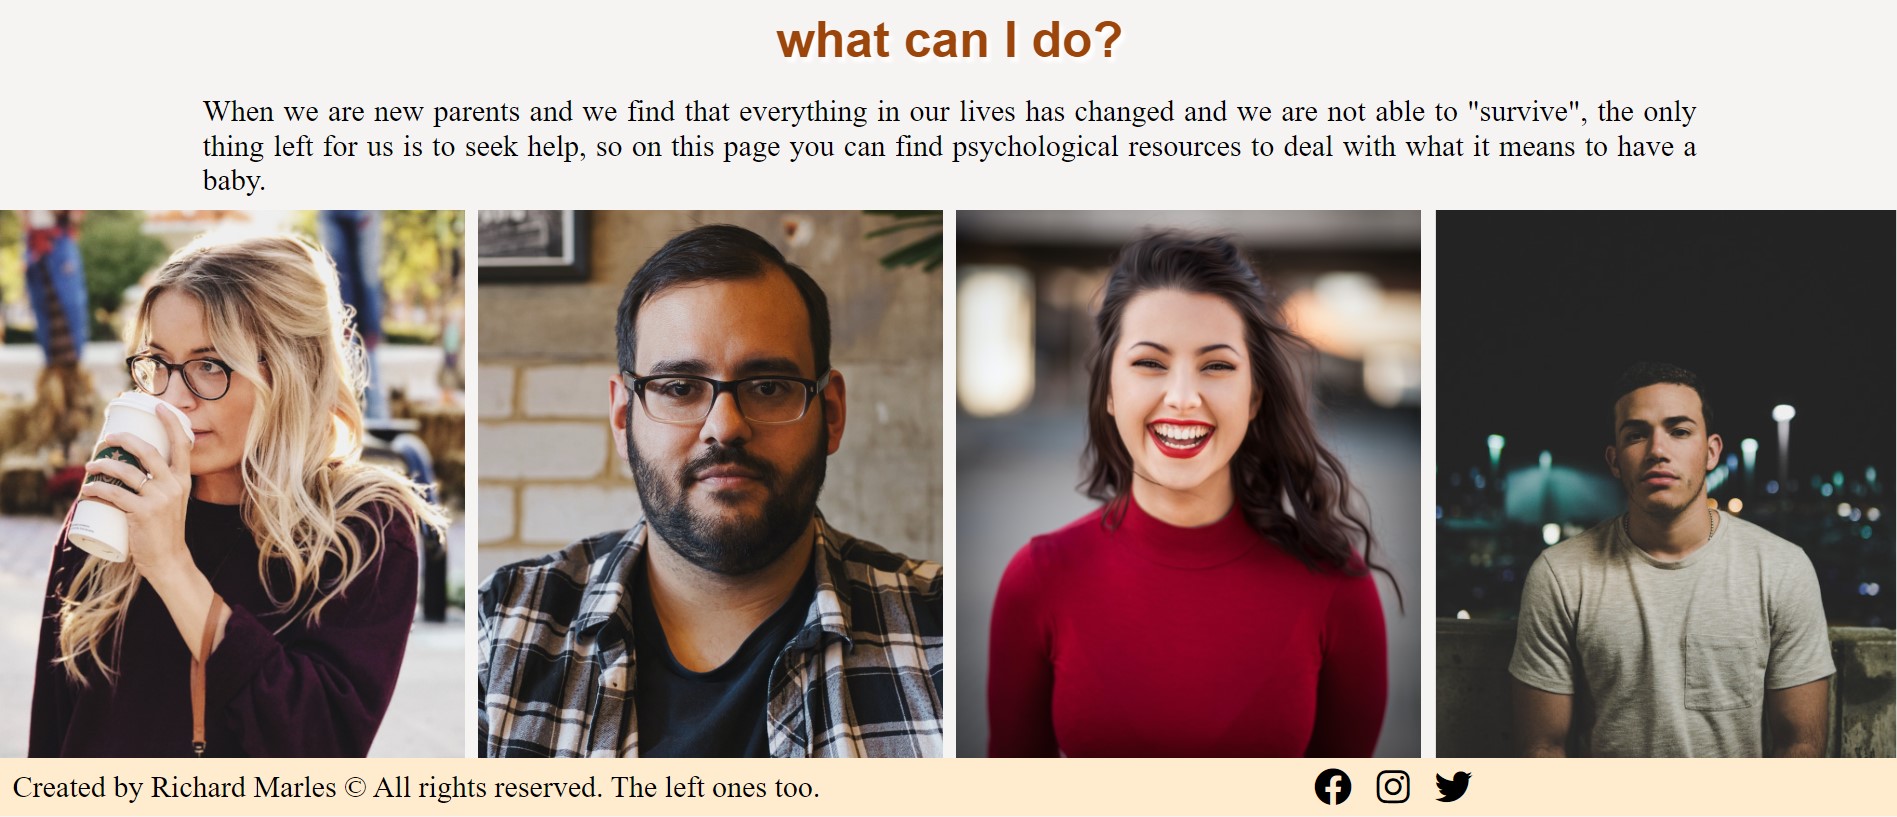 what can I do?
When we are new parents and we find that everything in our lives has changed and we are not able to "survive", the only
thing left for us is to seek help, so on this page you can find psychological resources to deal with what it means to have a
baby.
Created by Richard Marles © All rights reserved. The left ones too.